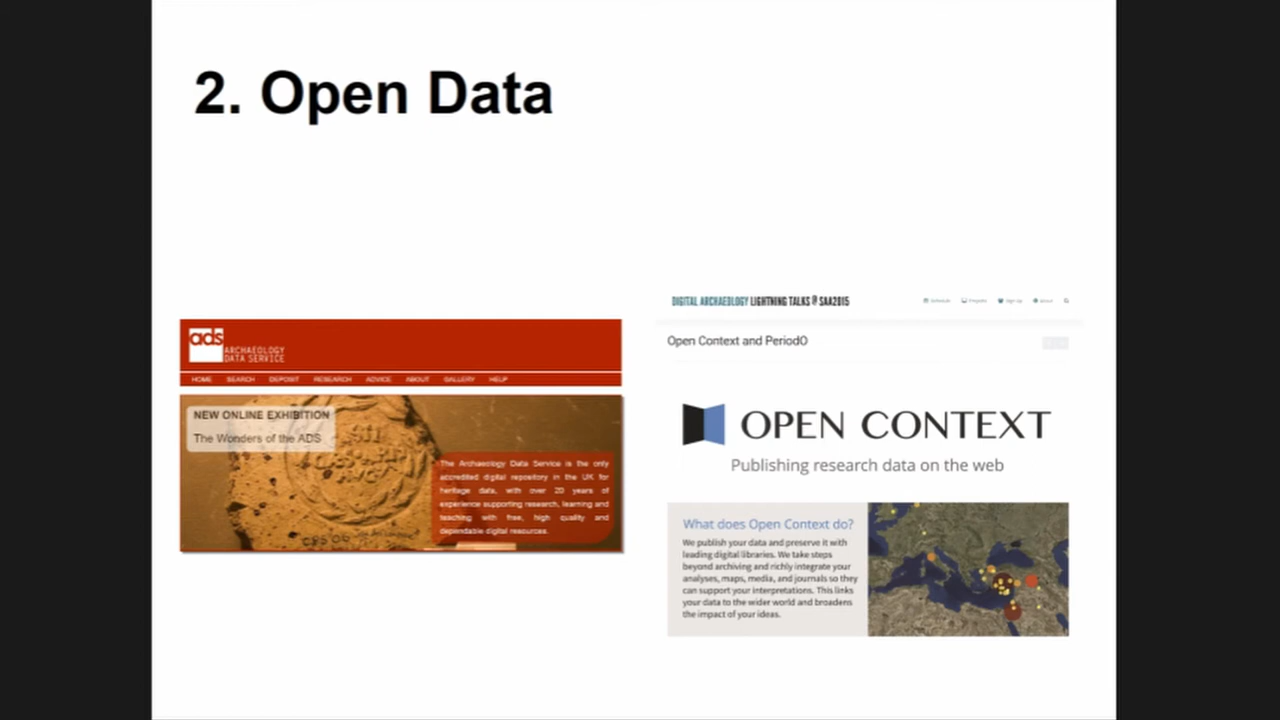 2. Open Data
ads
ARCHAEOLOGY
DATA SERVICE
HOME SEARCH DEPOSIT RESEARCH ADVICE ABOUT GALLERY HELP
NEW ONLINE EXHIBITION
The Wonders of the ADS
The Archaeology Data Service is the only
accredited digital repository in the UK for
heritage data, with over 20 years of
experience supporting research, learning and
teaching with free, high quality and
dependable digital resources.
DIGITAL ARCHAEOLOGY LIGHTNING TALKS @ SAA2015
Schedule Projects Sign Up About
Open Context and PeriodO
OPEN CONTEXT
Publishing research data on the web
What does Open Context do?
We publish your data and preserve it with
leading digital libraries. We take steps
beyond archiving and richly integrate your
analyses, maps, media, and journals so they
can support your interpretations. This links
your data to the wider world and broadens
the impact of your ideas.